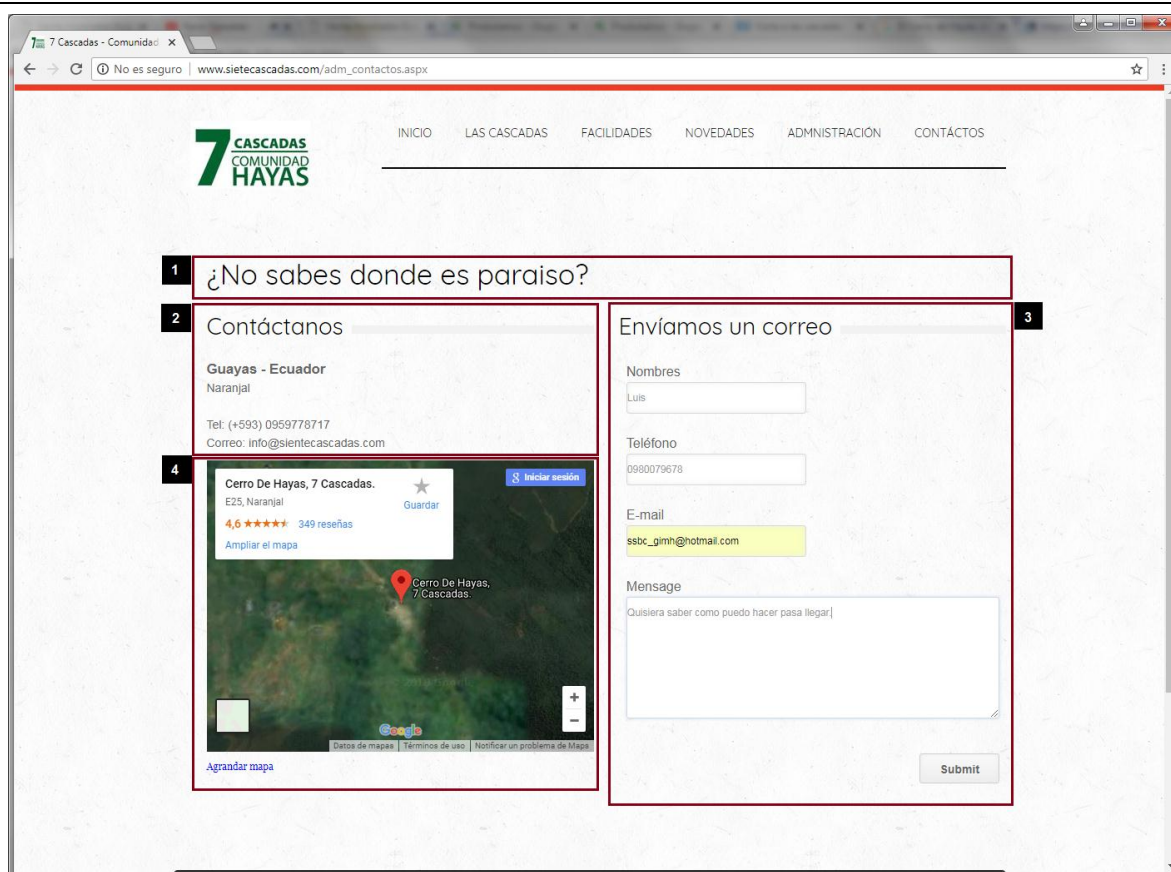 7 Cascadas - Comunidad
No es seguro | www.sietecascadas.com/adm_contactos.aspx
7 CASCADAS
COMUNIDAD
HAYAS
INICIO LAS CASCADAS FACILIDADES NOVEDADES ADMNISTRACIÓN CONTÁCTOS
1
¿No sabes donde es paraiso?
2
Contáctanos
Guayas - Ecuador
Naranjal
Tel: (+593) 0959778717
Correo: info@sientecascadas.com
3
Envíamos un correo
Nombres
Luis
Teléfono
0980079678
E-mail
ssbc_gimh@hotmail.com
Mensage
Quisiera saber como puedo hacer pasa llegar.
Submit
4
Cerro De Hayas, 7 Cascadas.
E25, Naranjal
Guardar
4,6 ★★★★★ 349 reseñas
Ampliar el mapa
Iniciar sesión
Cerro De Hayas,
7 Cascadas.
+
−
Google
Datos de mapas Términos de uso Notificar un problema de Maps
Agrandar mapa